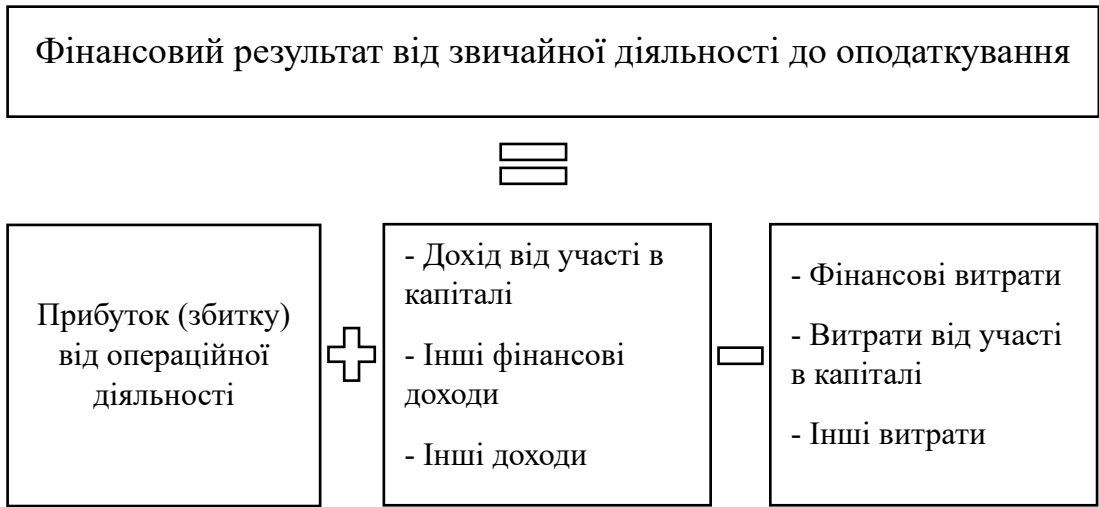 Фінансовий результат від звичайної діяльності до оподаткування
Прибуток (збитку)
від операційної
діяльності
- Дохід від участі в
капіталі
- Інші фінансові
доходи
- Інші доходи
- Фінансові витрати
- Витрати від участі
в капіталі
- Інші витрати